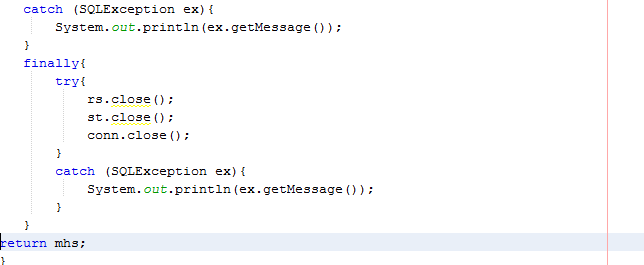 catch (SQLException ex){
System.out.println(ex.getMessage());
}
finally{
try{
rs.close();
st.close();
conn.close();
}
catch (SQLException ex){
System.out.println(ex.getMessage());
}
}
return mhs;
}